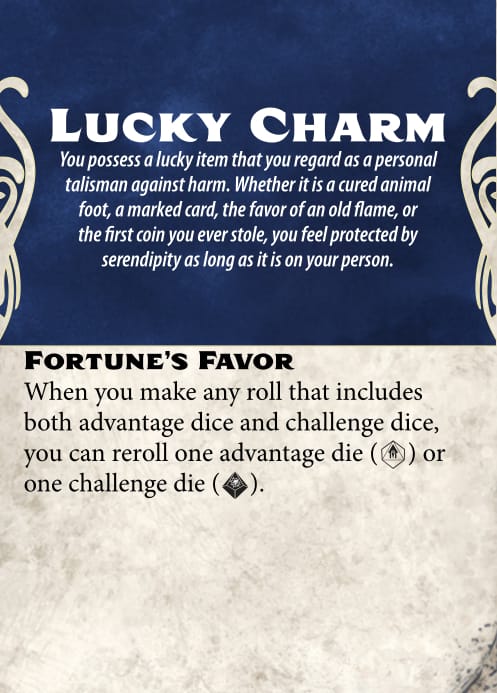 Lucky Charm
You possess a lucky item that you regard as a personal
talisman against harm. Whether it is a cured animal
foot, a marked card, the favor of an old flame, or
the first coin you ever stole, you feel protected by
serendipity as long as it is on your person.
Fortune's Favor
When you make any roll that includes
both advantage dice and challenge dice,
you can reroll one advantage die ( ) or
one challenge die ( ).